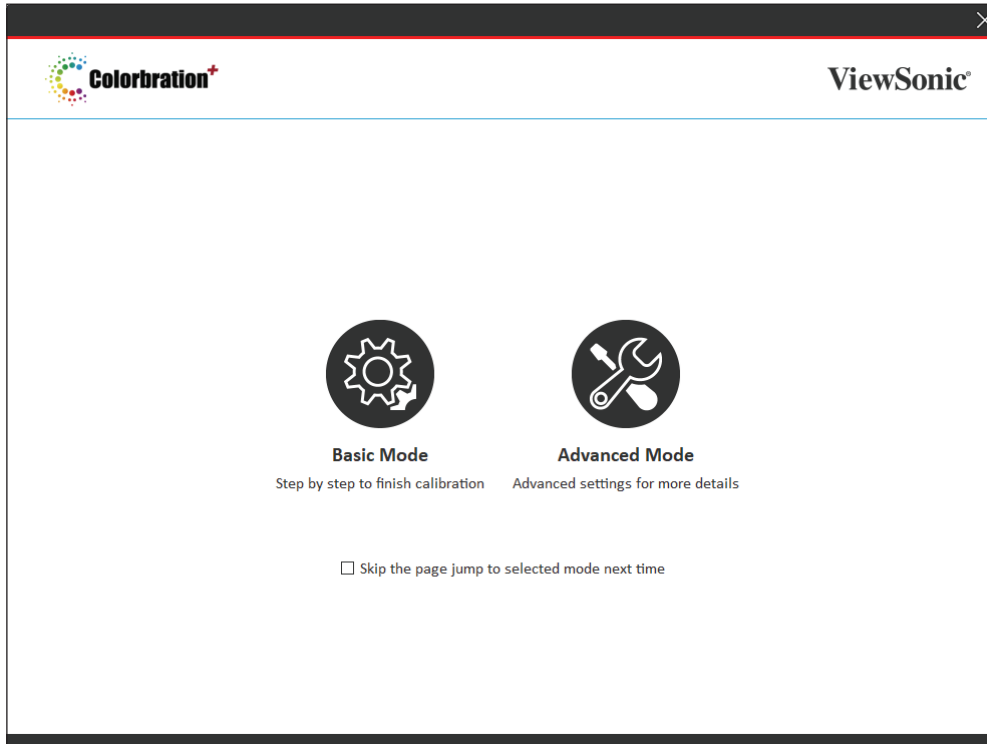 Colorbration+
ViewSonic®
Basic Mode
Advanced Mode
Step by step to finish calibration
Advanced settings for more details
Skip the page jump to selected mode next time